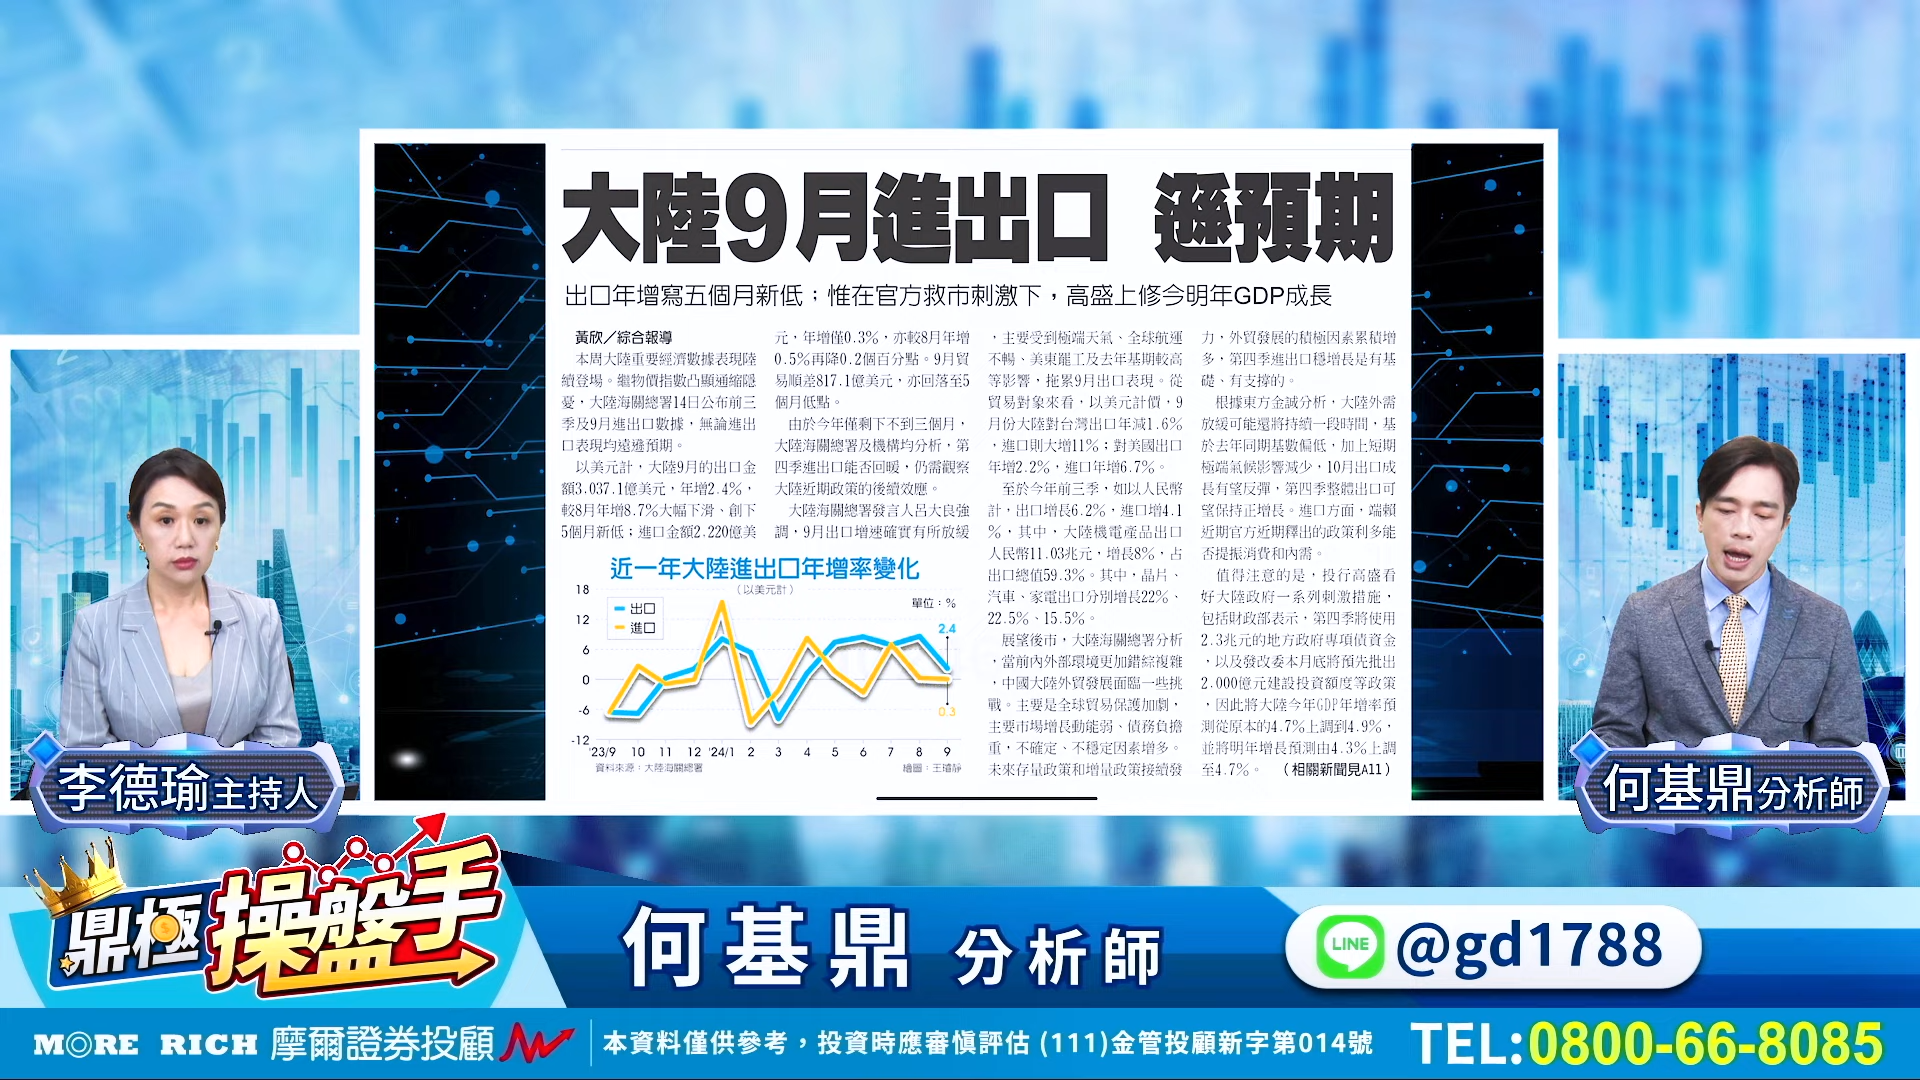 大陸9月進出口 遜預期
出口年增寫五個月新低；惟在官方救市刺激下，高盛上修今明年GDP成長
黃欣／綜合報導
本周大陸重要經濟數據表現陸
續登場。繼物價指數凸顯通縮隱
憂，大陸海關總署14日公布前三
季及9月進出口數據，無論進出
口表現均遠遜預期。
以美元計，大陸9月的出口金
額3,037.1億美元，年增2.4%，
較8月年增8.7%大幅下滑、創下
5個月新低；進口金額2,220億美
元，年增僅0.3%，亦較8月年增
0.5%再降0.2個百分點。9月貿
易順差817.1億美元，亦回落至5
個月低點。
由於今年僅剩下不到三個月，
大陸海關總署及機構均分析，第
四季進出口能否回暖，仍需觀察
大陸近期政策的後續效應。
大陸海關總署發言人呂大良強
調，9月出口增速確實有所放緩
，主要受到極端天氣、全球航運
不暢、美東罷工及去年基期較高
等影響，拖累9月出口表現。從
貿易對象來看，以美元計價，9
月份大陸對台灣出口年減1.6%
，進口則大增11%；對美國出口
年增2.2%，進口年增6.7%。
至於今年前三季，如以人民幣
計，出口增長6.2%，進口增4.1
%，其中，大陸機電產品出口
人民幣11.03兆元，增長8%，占
出口總值59.3%。其中，晶片、
汽車、家電出口分別增長22%、
22.5%、15.5%。
展望後市，大陸海關總署分析
，當前內外部環境更加錯綜複雜
，中國大陸外貿發展面臨一些挑
戰。主要是全球貿易保護加劇，
主要市場增長動能弱、債務負擔
重，不確定、不穩定因素增多。
未來存量政策和增量政策接續發
力，外貿發展的積極因素累積增
多，第四季進出口穩增長是有基
礎、有支撐的。
根據東方金誠分析，大陸外需
放緩可能還將持續一段時間，基
於去年同期基數偏低，加上短期
極端氣候影響減少，10月出口成
長有望反彈，第四季整體出口可
望保持正增長。進口方面，端賴
近期官方近期釋出的政策利多能
否提振消費和內需。
值得注意的是，投行高盛看
好大陸政府一系列刺激措施，
包括財政部表示，第四季將使用
2.3兆元的地方政府專項債資金
，以及發改委本月底將預先批出
2,000億元建設投資額度等政策
，因此將大陸今年GDP年增率預
測從原本的4.7%上調到4.9%，
並將明年增長預測由4.3%上調
至4.7%。 （相關新聞見A11）
近一年大陸進出口年增率變化
（以美元計）
單位：%
出口
進口
18
12
6
0
-6
-12
2.4
0.3
'23/9 10 11 12 '24/1 2 3 4 5 6 7 8 9
資料來源：大陸海關總署 繪圖：王璿靜
李德瑜主持人
何基鼎分析師
鼎極操盤手
何基鼎 分析師
LINE @gd1788
MORE RICH 摩爾證券投顧
本資料僅供參考，投資時應審慎評估 (111)金管投顧新字第014號
TEL:0800-66-8085